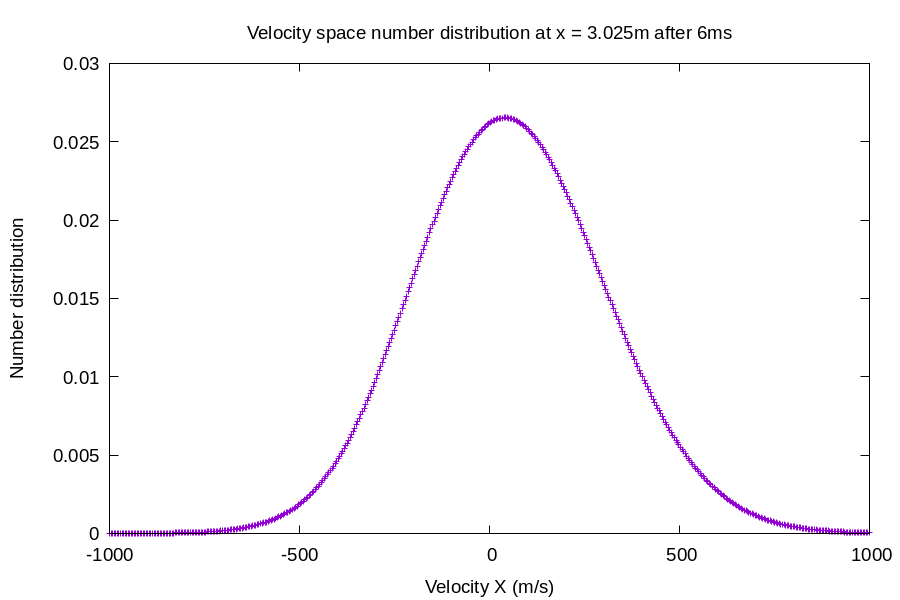 Velocity space number distribution at x = 3.025m after 6ms
0.03
0.025
0.02
0.015
0.01
0.005
0
Number distribution
-1000 -500 0 500 1000
Velocity X (m/s)